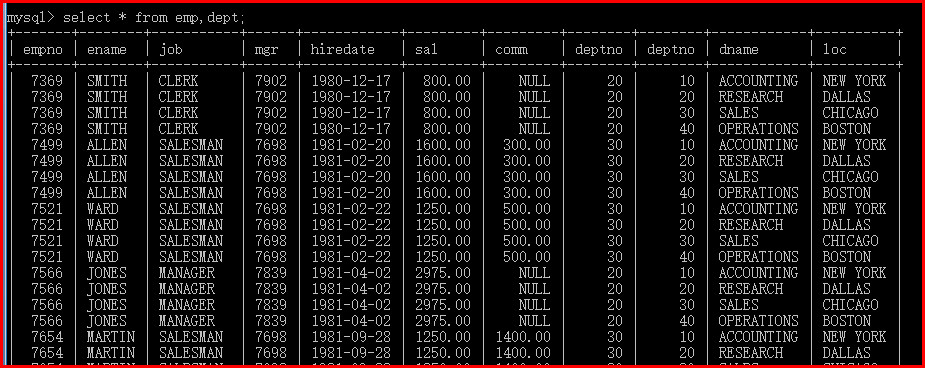 mysql> select * from emp,dept;
| empno | ename | job | mgr | hiredate | sal | comm | deptno | deptno | dname | loc |
| 7369 | SMITH | CLERK | 7902 | 1980-12-17 | 800.00 | NULL | 20 | 10 | ACCOUNTING | NEW YORK |
| 7369 | SMITH | CLERK | 7902 | 1980-12-17 | 800.00 | NULL | 20 | 20 | RESEARCH | DALLAS |
| 7369 | SMITH | CLERK | 7902 | 1980-12-17 | 800.00 | NULL | 20 | 30 | SALES | CHICAGO |
| 7369 | SMITH | CLERK | 7902 | 1980-12-17 | 800.00 | NULL | 20 | 40 | OPERATIONS | BOSTON |
| 7499 | ALLEN | SALESMAN | 7698 | 1981-02-20 | 1600.00 | 300.00 | 30 | 10 | ACCOUNTING | NEW YORK |
| 7499 | ALLEN | SALESMAN | 7698 | 1981-02-20 | 1600.00 | 300.00 | 30 | 20 | RESEARCH | DALLAS |
| 7499 | ALLEN | SALESMAN | 7698 | 1981-02-20 | 1600.00 | 300.00 | 30 | 30 | SALES | CHICAGO |
| 7499 | ALLEN | SALESMAN | 7698 | 1981-02-20 | 1600.00 | 300.00 | 30 | 40 | OPERATIONS | BOSTON |
| 7521 | WARD | SALESMAN | 7698 | 1981-02-22 | 1250.00 | 500.00 | 30 | 10 | ACCOUNTING | NEW YORK |
| 7521 | WARD | SALESMAN | 7698 | 1981-02-22 | 1250.00 | 500.00 | 30 | 20 | RESEARCH | DALLAS |
| 7521 | WARD | SALESMAN | 7698 | 1981-02-22 | 1250.00 | 500.00 | 30 | 30 | SALES | CHICAGO |
| 7521 | WARD | SALESMAN | 7698 | 1981-02-22 | 1250.00 | 500.00 | 30 | 40 | OPERATIONS | BOSTON |
| 7566 | JONES | MANAGER | 7839 | 1981-04-02 | 2975.00 | NULL | 20 | 10 | ACCOUNTING | NEW YORK |
| 7566 | JONES | MANAGER | 7839 | 1981-04-02 | 2975.00 | NULL | 20 | 20 | RESEARCH | DALLAS |
| 7566 | JONES | MANAGER | 7839 | 1981-04-02 | 2975.00 | NULL | 20 | 30 | SALES | CHICAGO |
| 7566 | JONES | MANAGER | 7839 | 1981-04-02 | 2975.00 | NULL | 20 | 40 | OPERATIONS | BOSTON |
| 7654 | MARTIN | SALESMAN | 7698 | 1981-09-28 | 1250.00 | 1400.00 | 30 | 10 | ACCOUNTING | NEW YORK |
| 7654 | MARTIN | SALESMAN | 7698 | 1981-09-28 | 1250.00 | 1400.00 | 30 | 20 | RESEARCH | DALLAS |